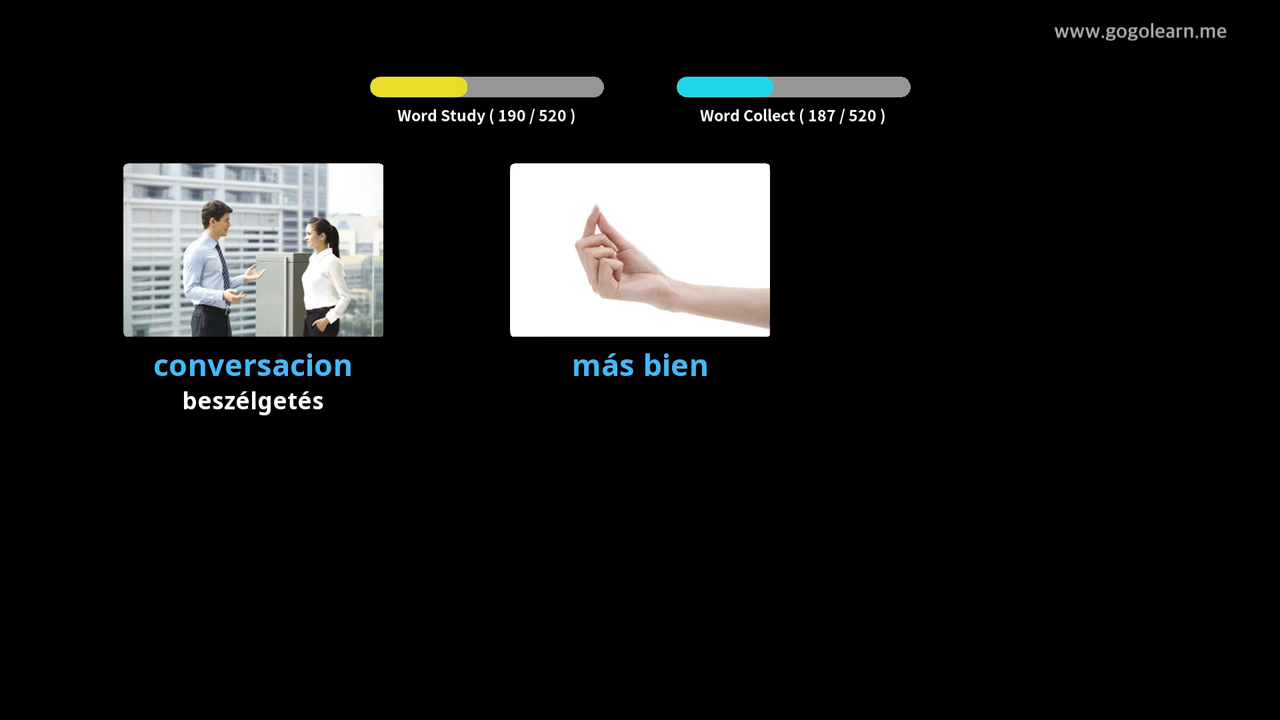 www.gogolearn.me
Word Study ( 190 / 520 )
Word Collect ( 187 / 520 )
conversacion
más bien
beszélgetés